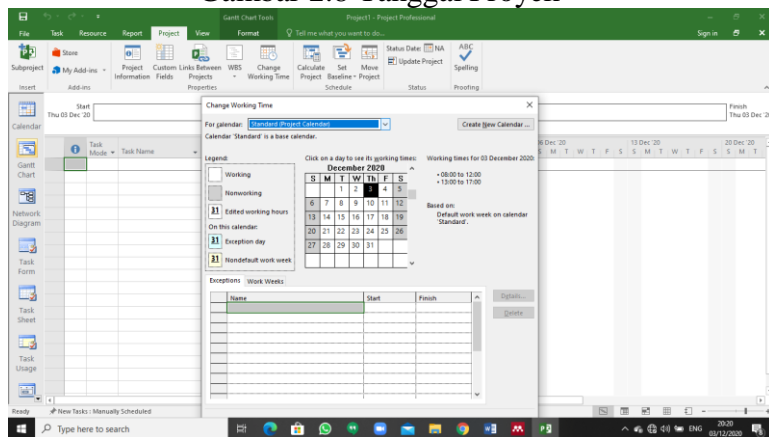 Gambar 2.8 Tanggal Proyek
Gantt Chart Tools
Project1 - Project Professional
File Task Resource Report Project View Format Tell me what you want to do... Sign in
Subproject
Store
My Add-ins
Project Information
Custom Fields
Links Between Projects
WBS
Change Working Time
Calculate Project
Set Baseline
Move Project
Status Date: NA
Update Project
ABC
Spelling
Insert Add-ins Properties Schedule Status Proofing
Start
Thu 03 Dec '20
Finish
Thu 03 Dec '2
Calendar
Gantt Chart
Network Diagram
Task Form
Task Sheet
Task Usage
Task Mode
Task Name
6 Dec '20 13 Dec '20 20 Dec '20
S M T W T F S S M T W T F S S M T
Change Working Time
For calendar: Standard (Project Calendar)
Create New Calendar ...
Calendar 'Standard' is a base calendar.
Legend:
Working
Nonworking
31 Edited working hours
On this calendar:
31 Exception day
31 Nondefault work week
Click on a day to see its working times:
December 2020
S M T W Th F S
1 2 3 4 5
6 7 8 9 10 11 12
13 14 15 16 17 18 19
20 21 22 23 24 25 26
27 28 29 30 31
Working times for 03 December 2020:
• 08:00 to 12:00
• 13:00 to 17:00
Based on:
Default work week on calendar
'Standard'.
Exceptions Work Weeks
Name Start Finish
Details...
Delete
Ready New Tasks : Manually Scheduled
Type here to search
ENG
20:20
03/12/2020